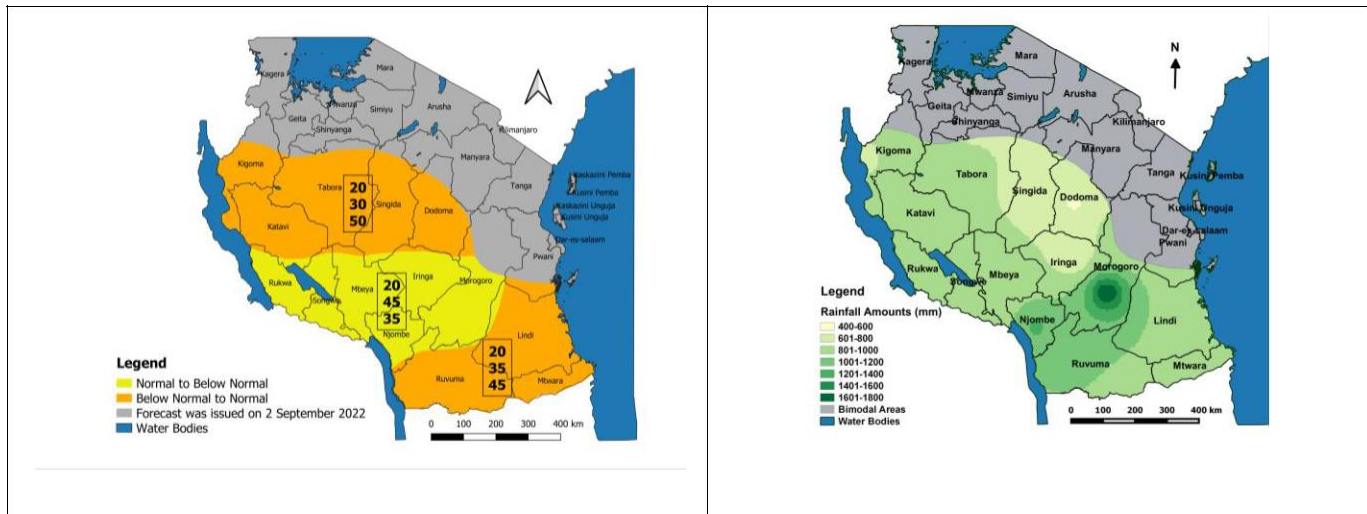 Kagera
Mara
Mwanza
Geita
Simiyu
Arusha
Shinyanga
Kilimanjaro
Kigoma
Manyara
Tabora
Tanga
Kaskazini Pemba
Kusini Pemba
Kaskazini Unguja
Kusini Unguja
20
30
50
Singida
Dodoma
Katavi
Dar-es-salaam
Pwani
Rukwa
Songwe
Mbeya
Iringa
Morogoro
20
45
35
Njombe
Lindi
20
35
45
Ruvuma
Mtwara
Legend
Normal to Below Normal
Below Normal to Normal
Forecast was issued on 2 September 2022
Water Bodies
0 100 200 300 400 km
N
Kagera
Mara
Mwanza
Geita
Simiyu
Arusha
Shinyanga
Kilimanjaro
Kigoma
Manyara
Tabora
Tanga
Kusini Pemba
Singida
Dodoma
Kusini Unguja
Katavi
Dar-es-salaam
Pwani
Iringa
Morogoro
Rukwa
Songwe
Mbeya
Njombe
Lindi
Ruvuma
Mtwara
Legend
Rainfall Amounts (mm)
400-600
601-800
801-1000
1001-1200
1201-1400
1401-1600
1601-1800
Bimodal Areas
Water Bodies
0 100 200 300 400 km